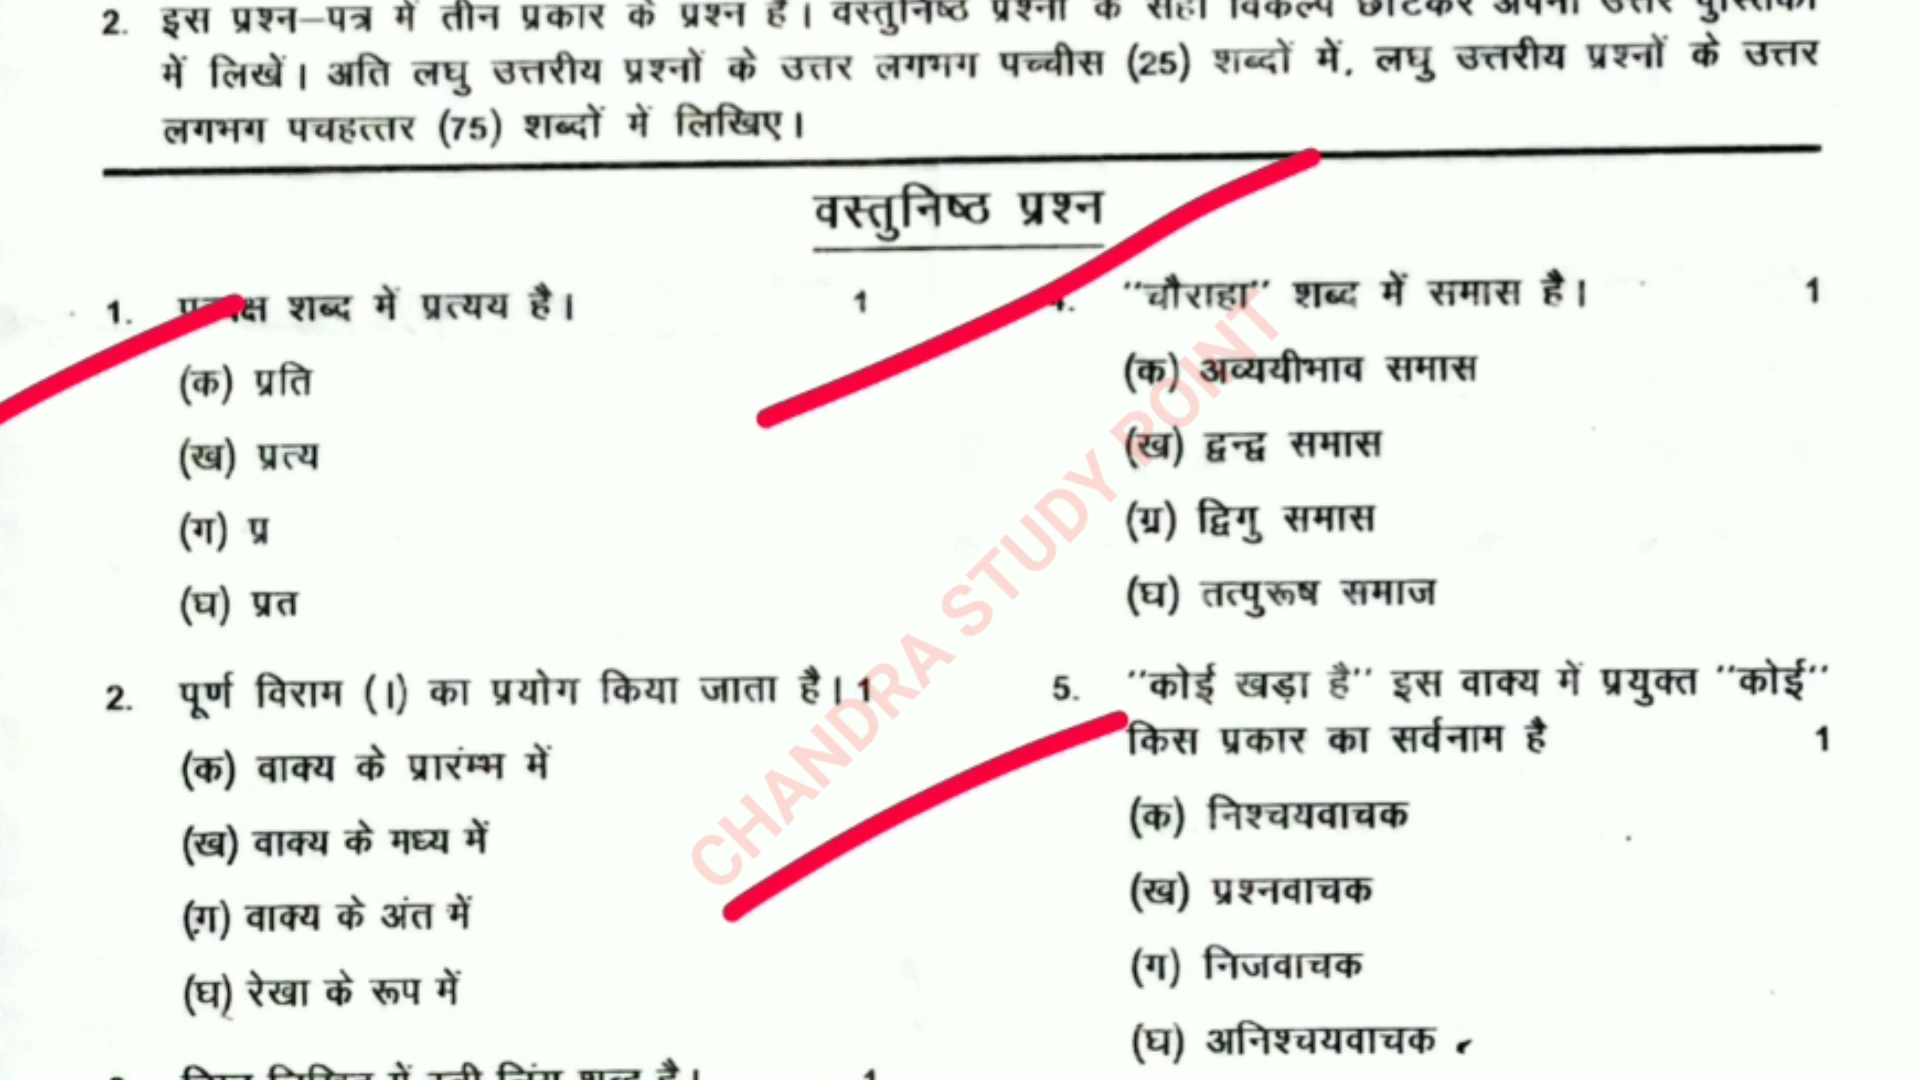 2. इस प्रश्न–पत्र में तीन प्रकार के प्रश्न हैं। वस्तुनिष्ठ प्रश्नों के सही विकल्प छाँटकर अपनी उत्तर पुस्तिका
में लिखें। अति लघु उत्तरीय प्रश्नों के उत्तर लगभग पच्चीस (25) शब्दों में, लघु उत्तरीय प्रश्नों के उत्तर
लगभग पचहत्तर (75) शब्दों में लिखिए।
वस्तुनिष्ठ प्रश्न
1. शब्द में प्रत्यय है। 1
(क) प्रति
(ख) प्रत्य
(ग) प्र
(घ) प्रत
2. पूर्ण विराम (।) का प्रयोग किया जाता है। 1
(क) वाक्य के प्रारंम्भ में
(ख) वाक्य के मध्य में
(ग) वाक्य के अंत में
(घ) रेखा के रूप में
4. "चौराहा" शब्द में समास है। 1
(क) अव्ययीभाव समास
(ख) द्वन्द्व समास
(ग) द्विगु समास
(घ) तत्पुरूष समाज
5. "कोई खड़ा है" इस वाक्य में प्रयुक्त "कोई"
किस प्रकार का सर्वनाम है 1
(क) निश्चयवाचक
(ख) प्रश्नवाचक
(ग) निजवाचक
(घ) अनिश्चयवाचक
CHANDRA STUDY POINT